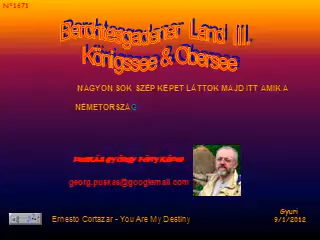 Nº1671
Berchtesgadener Land III.
Königssee & Obersee
NAGYON SOK SZÉP KÉPET LÁTTOK MAJD ITT AMIKA
NÉMETORSZÁG
georg.puskas@googlemail.com
Gyuri
Ernesto Cortazar - You Are My Destiny
9/1/2012